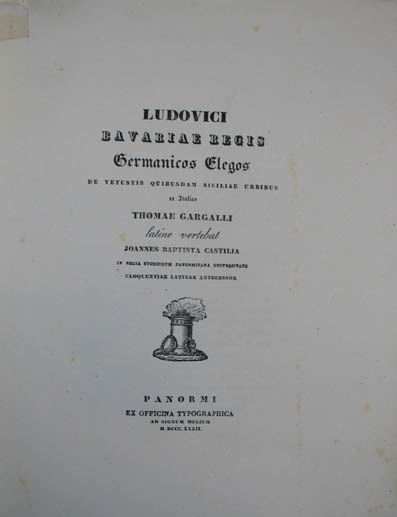 LUDOVICI
BAVARIAE REGIS
Germanicos Elegos
DE VETUSTIS QUIBUSDAM SICILIAE URBIBUS
ex Italico
THOMAE GARGALLI
latine vertebat
JOANNES BAPTISTA CASTILIA
IN REGIA STUDIORUM PANORMITANA UNIVERSITATE
ELOQUENTIAE LATINAE ANTECESSOR
PANORMI
EX OFFICINA TYPOGRAPHICA
AD SIGNUM MELIUM
M.DCCC.XXXII.